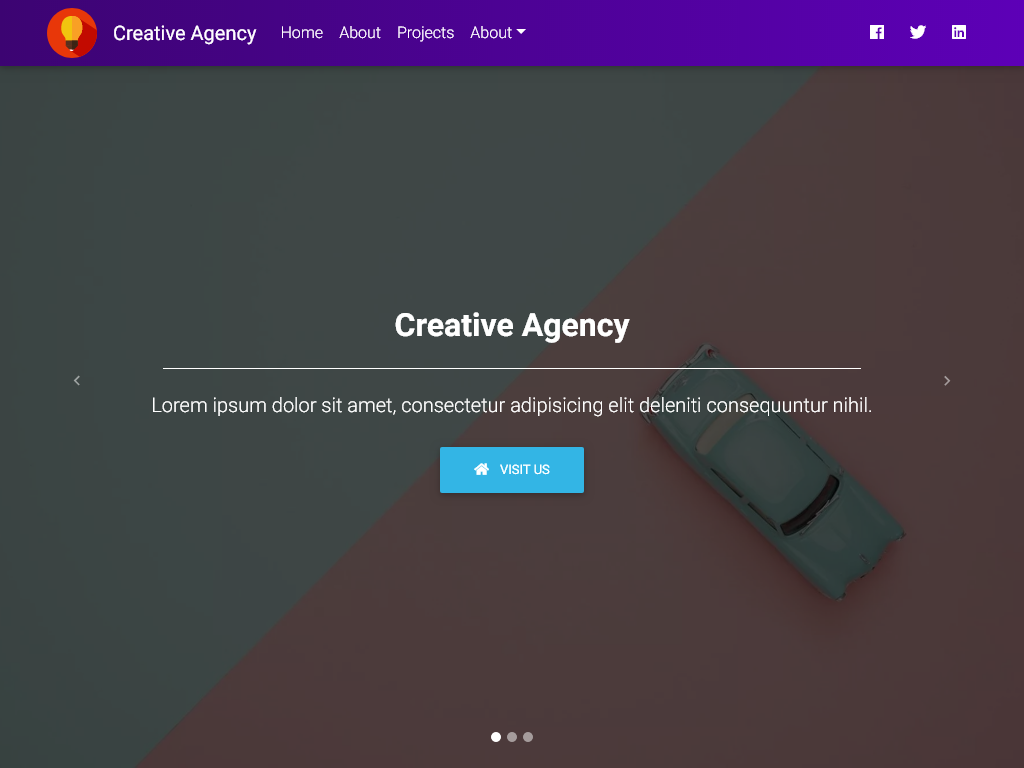 Creative Agency Home About Projects About
Creative Agency
Lorem ipsum dolor sit amet, consectetur adipisicing elit deleniti consequuntur nihil.
VISIT US